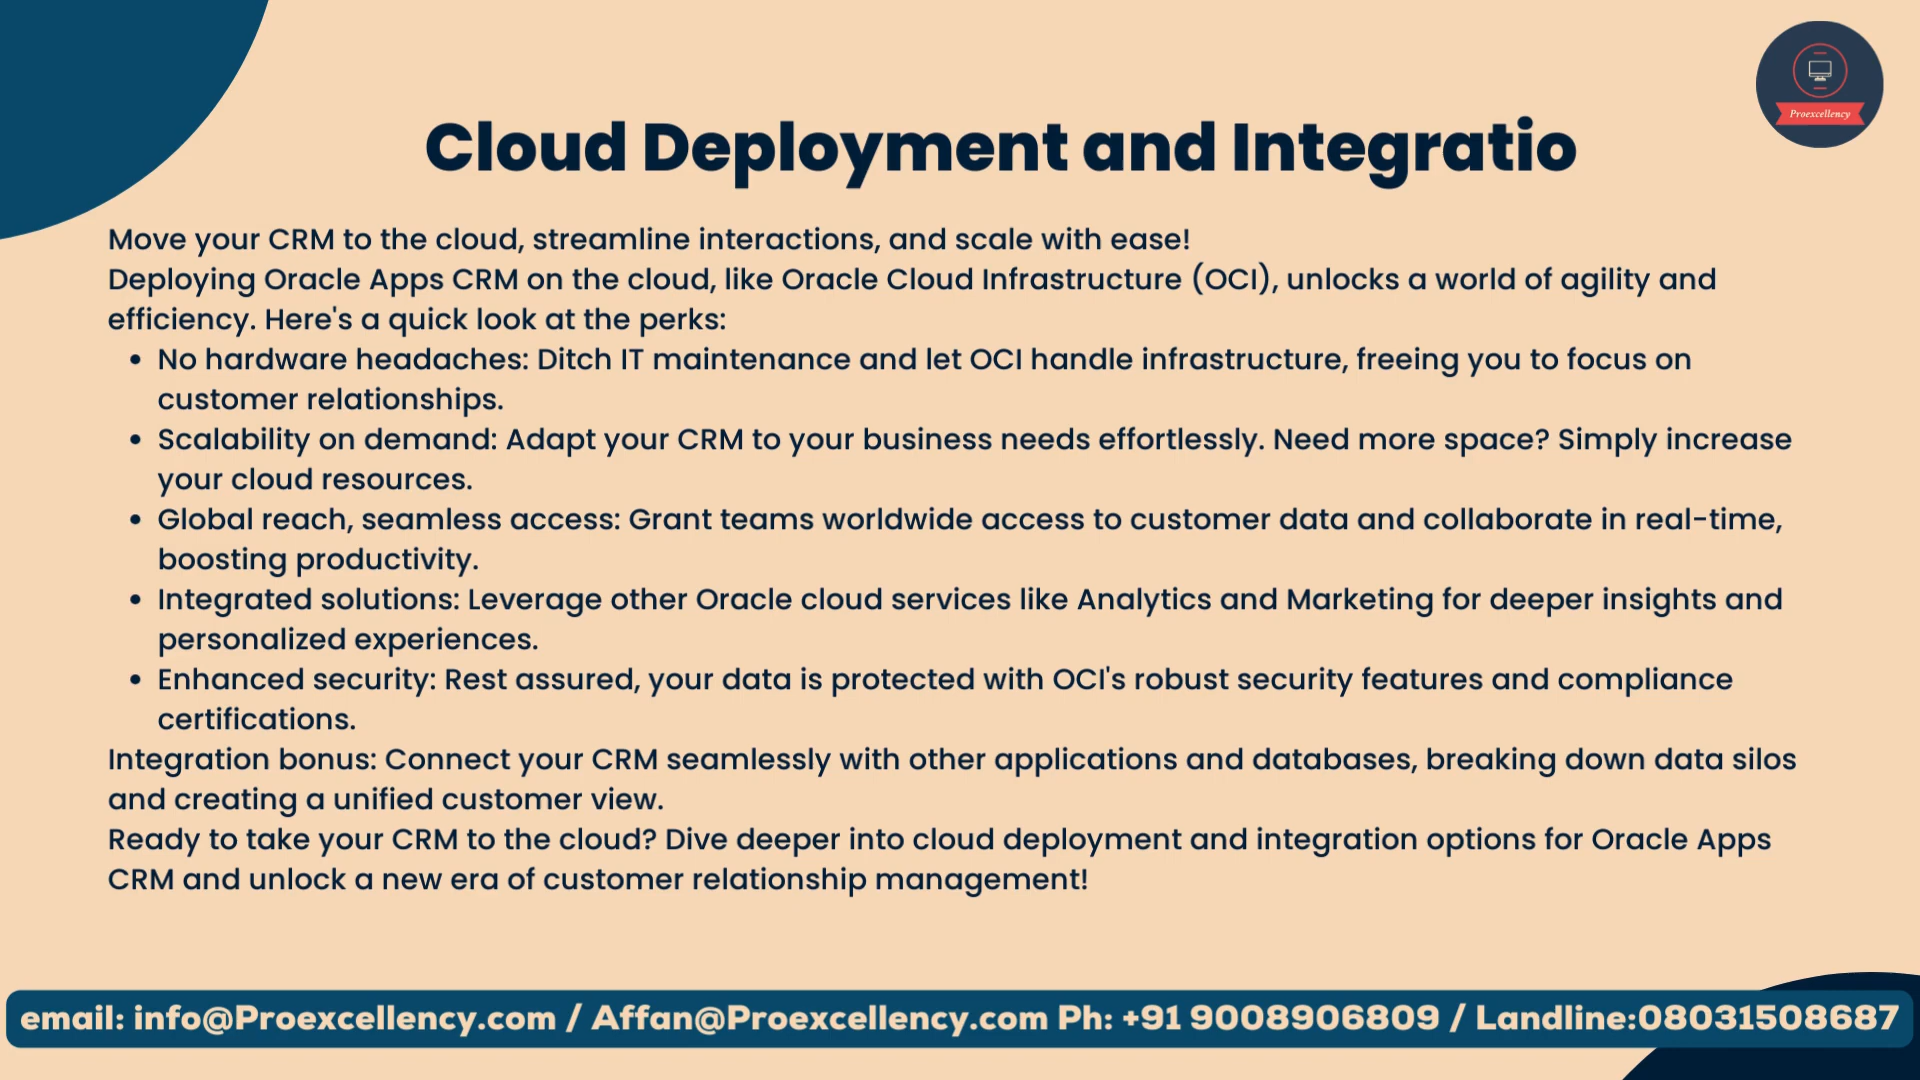 Proexcellency
Cloud Deployment and Integratio
Move your CRM to the cloud, streamline interactions, and scale with ease!
Deploying Oracle Apps CRM on the cloud, like Oracle Cloud Infrastructure (OCI), unlocks a world of agility and
efficiency. Here's a quick look at the perks:
• No hardware headaches: Ditch IT maintenance and let OCI handle infrastructure, freeing you to focus on
customer relationships.
• Scalability on demand: Adapt your CRM to your business needs effortlessly. Need more space? Simply increase
your cloud resources.
• Global reach, seamless access: Grant teams worldwide access to customer data and collaborate in real-time,
boosting productivity.
• Integrated solutions: Leverage other Oracle cloud services like Analytics and Marketing for deeper insights and
personalized experiences.
• Enhanced security: Rest assured, your data is protected with OCI's robust security features and compliance
certifications.
Integration bonus: Connect your CRM seamlessly with other applications and databases, breaking down data silos
and creating a unified customer view.
Ready to take your CRM to the cloud? Dive deeper into cloud deployment and integration options for Oracle Apps
CRM and unlock a new era of customer relationship management!
email: info@Proexcellency.com / Affan@Proexcellency.com Ph: +91 9008906809 / Landline:08031508687